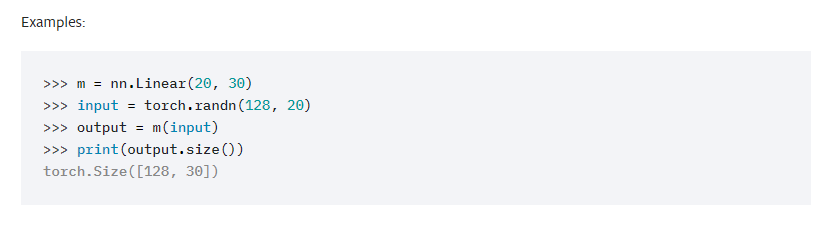 Examples:
>>> m = nn.Linear(20, 30)
>>> input = torch.randn(128, 20)
>>> output = m(input)
>>> print(output.size())
torch.Size([128, 30])